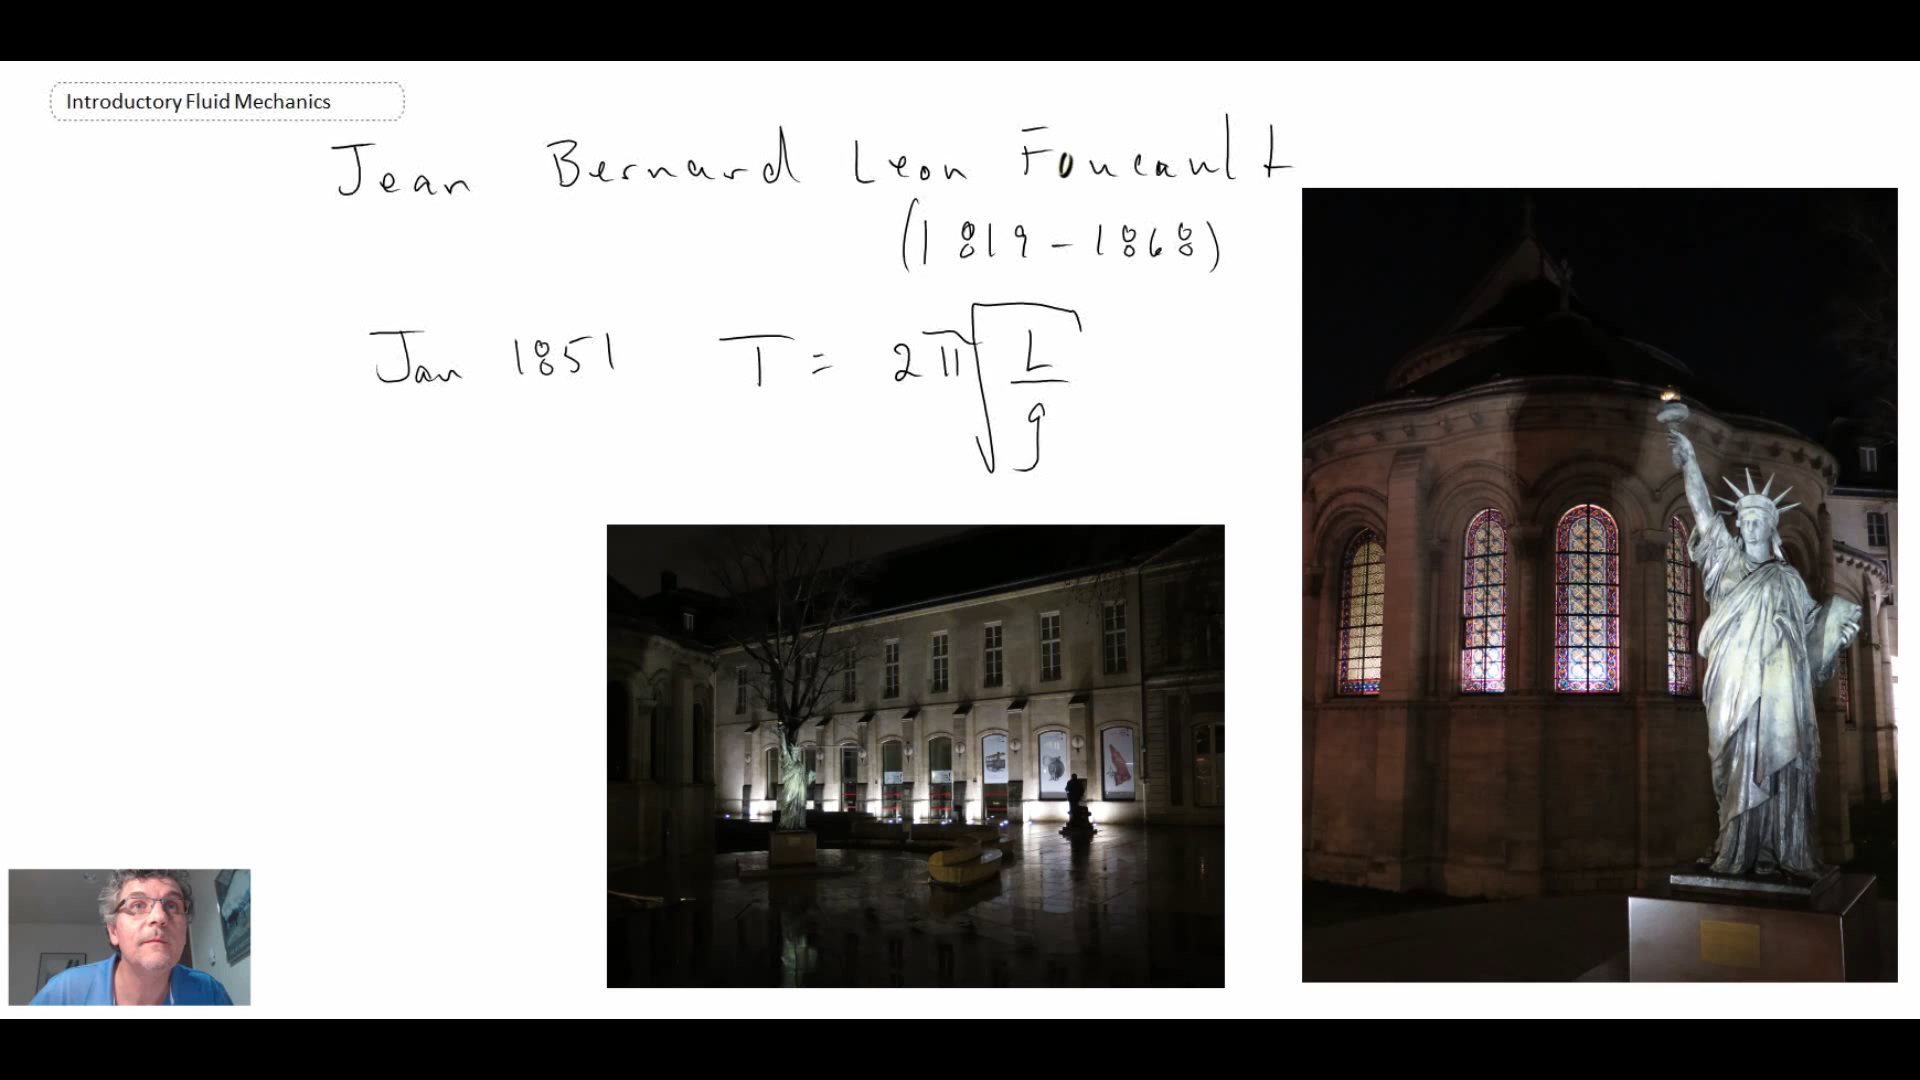 Introductory Fluid Mechanics
Jean Bernard Leon Foucault
(1819-1868)
Jan 1851 T = 2π√(L/g)